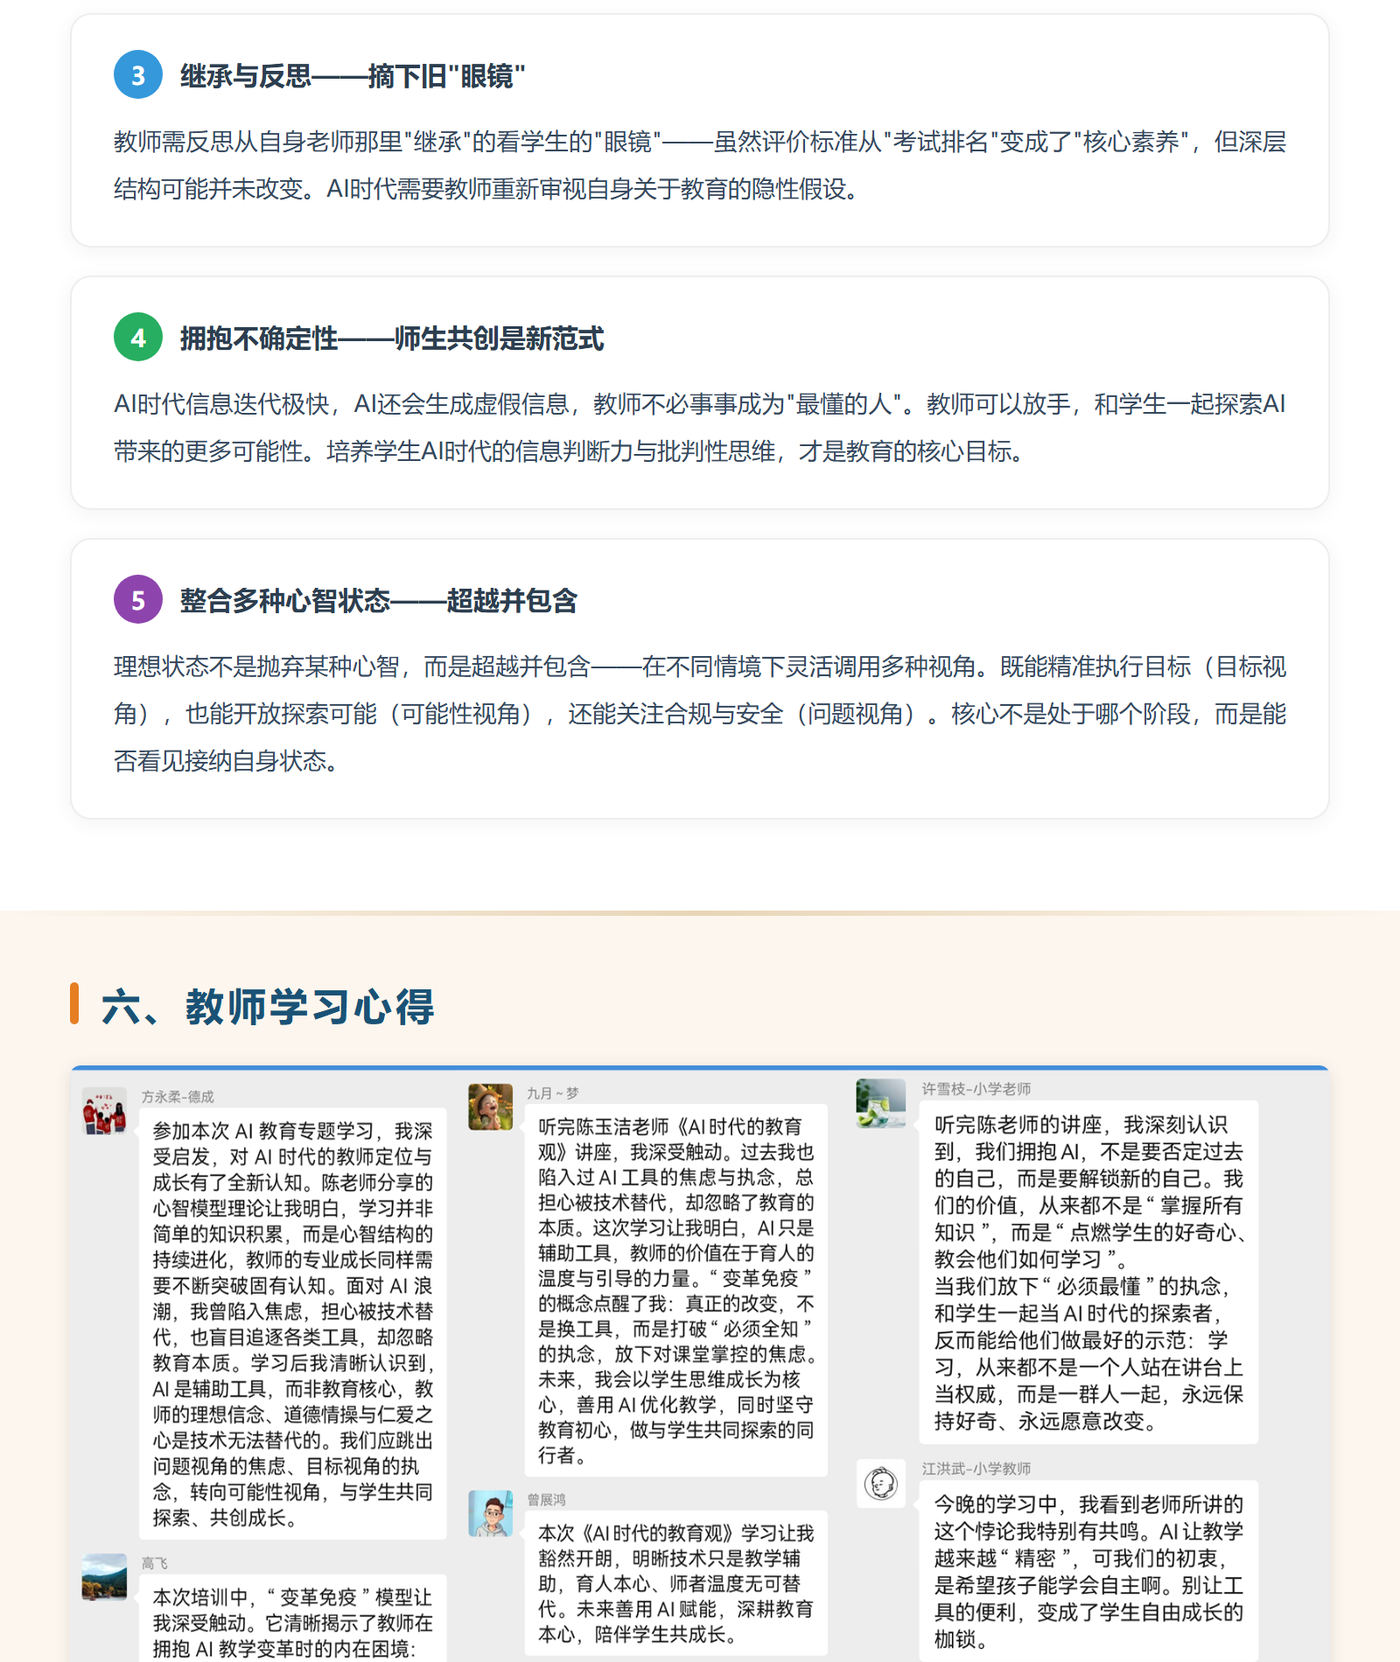 3 继承与反思——摘下旧"眼镜"
教师需反思从自身老师那里"继承"的看学生的"眼镜"——虽然评价标准从"考试排名"变成了"核心素养"，但深层
结构可能并未改变。AI时代需要教师重新审视自身关于教育的隐性假设。
4 拥抱不确定性——师生共创是新范式
AI时代信息迭代极快，AI还会生成虚假信息，教师不必事事成为"最懂的人"。教师可以放手，和学生一起探索AI
带来的更多可能性。培养学生AI时代的信息判断力与批判性思维，才是教育的核心目标。
5 整合多种心智状态——超越并包含
理想状态不是抛弃某种心智，而是超越并包含——在不同情境下灵活调用多种视角。既能精准执行目标（目标视
角），也能开放探索可能（可能性视角），还能关注合规与安全（问题视角）。核心不是处于哪个阶段，而是能
否看见接纳自身状态。
六、教师学习心得
方永柔-德成
参加本次 AI 教育专题学习，我深
受启发，对 AI 时代的教师定位与
成长有了全新认知。陈老师分享的
心智模型理论让我明白，学习并非
简单的知识积累，而是心智结构的
持续进化，教师的专业成长同样需
要不断突破固有认知。面对 AI 浪
潮，我曾陷入焦虑，担心被技术替
代，也盲目追逐各类工具，却忽略
教育本质。学习后我清晰认识到，
AI 是辅助工具，而非教育核心，教
师的理想信念、道德情操与仁爱之
心是技术无法替代的。我们应跳出
问题视角的焦虑、目标视角的执
念，转向可能性视角，与学生共同
探索、共创成长。
高飞
本次培训中，“变革免疫”模型让
我深受触动。它清晰揭示了教师在
拥抱 AI 教学变革时的内在困境：
九月~梦
听完陈玉洁老师《AI时代的教育
观》讲座，我深受触动。过去我也
陷入过AI工具的焦虑与执念，总
担心被技术替代，却忽略了教育的
本质。这次学习让我明白，AI只是
辅助工具，教师的价值在于育人的
温度与引导的力量。“变革免疫”
的概念点醒了我：真正的改变，不
是换工具，而是打破“必须全知”
的执念，放下对课堂掌控的焦虑。
未来，我会以学生思维成长为核
心，善用AI优化教学，同时坚守
教育初心，做与学生共同探索的同
行者。
曾展鸿
本次《AI时代的教育观》学习让我
豁然开朗，明晰技术只是教学辅
助，育人本心、师者温度无可替
代。未来善用AI赋能，深耕教育
本心，陪伴学生共成长。
许雪枝-小学老师
听完陈老师的讲座，我深刻认识
到，我们拥抱AI，不是要否定过去
的自己，而是要解锁新的自己。我
们的价值，从来都不是“掌握所有
知识”，而是“点燃学生的好奇心、
教会他们如何学习”。
当我们放下“必须最懂”的执念，
和学生一起当AI时代的探索者，
反而能给他们做最好的示范：学
习，从来都不是一个人站在讲台上
当权威，而是一群人一起，永远保
持好奇、永远愿意改变。
江洪武-小学教师
今晚的学习中，我看到老师所讲的
这个悖论我特别有共鸣。AI让教学
越来越“精密”，可我们的初衷，
是希望孩子能学会自主啊。别让工
具的便利，变成了学生自由成长的
枷锁。